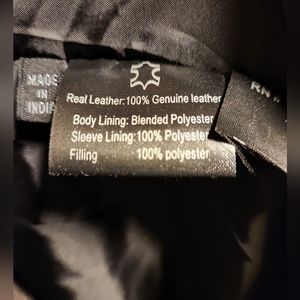 MADE
IN
INDIA
Real Leather:100% Genuine leather
Body Lining: Blended Polyester
Sleeve Lining:100% Polyester
Filling 100% polyester
RN